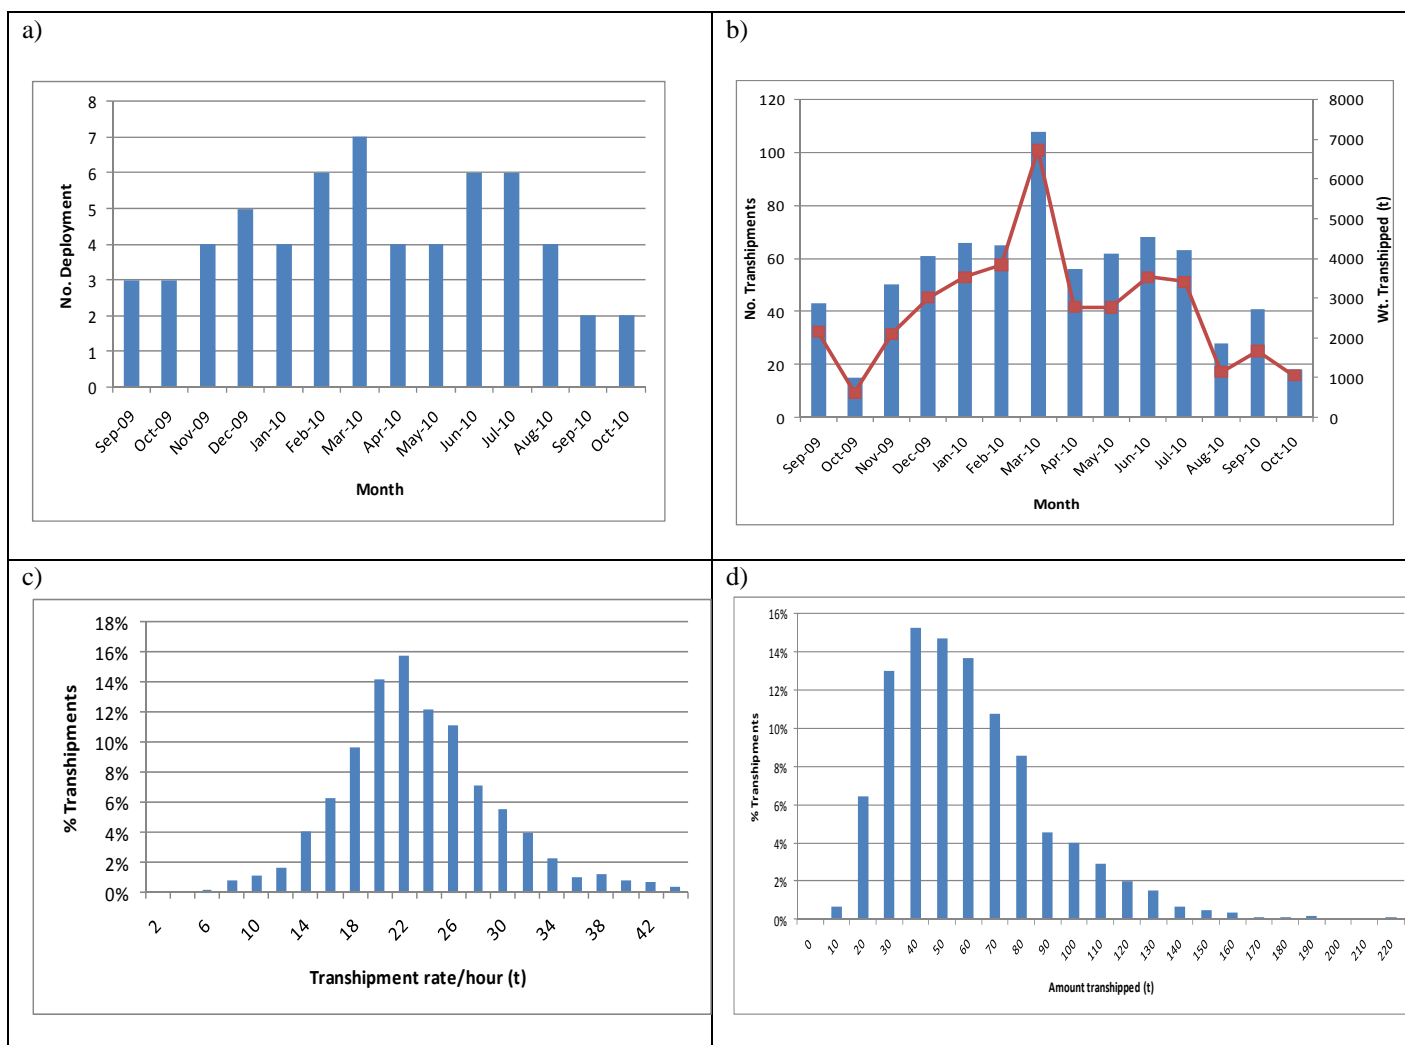 a)
8
7
6
5
4
3
2
1
0
No. Deployment
Sep-09
Oct-09
Nov-09
Dec-09
Jan-10
Feb-10
Mar-10
Apr-10
May-10
Jun-10
Jul-10
Aug-10
Sep-10
Oct-10
Month
b)
120
100
80
60
40
20
0
No. Transhipments
8000
7000
6000
5000
4000
3000
2000
1000
0
Wt. Transhipped (t)
Sep-09
Oct-09
Nov-09
Dec-09
Jan-10
Feb-10
Mar-10
Apr-10
May-10
Jun-10
Jul-10
Aug-10
Sep-10
Oct-10
Month
c)
18%
16%
14%
12%
10%
8%
6%
4%
2%
0%
% Transhipments
2
6
10
14
18
22
26
30
34
38
42
Transhipment rate/hour (t)
d)
16%
14%
12%
10%
8%
6%
4%
2%
0%
% Transhipments
0
10
20
30
40
50
60
70
80
90
100
110
120
130
140
150
160
170
180
190
200
210
220
Amount transhipped (t)